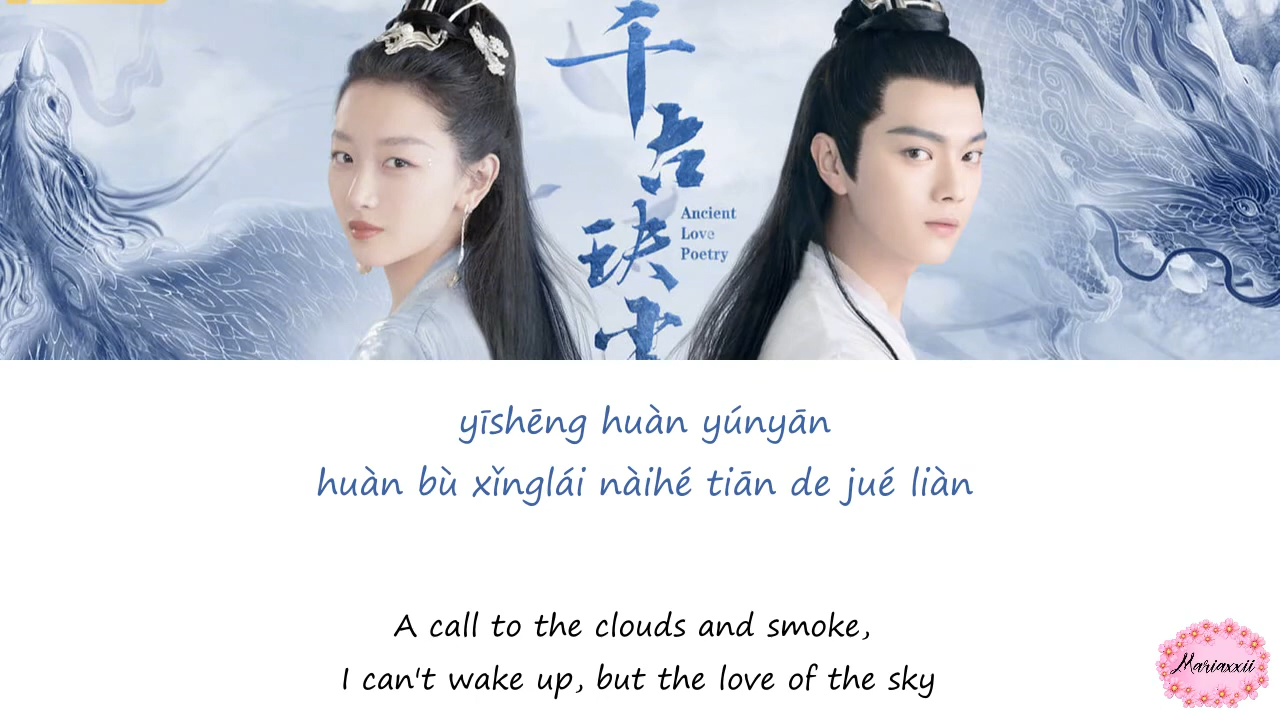 千古玦尘
Ancient
Love
Poetry
yīshēng huàn yúnyān
huàn bù xǐnglái nàihé tiān de jué liàn
A call to the clouds and smoke,
I can't wake up, but the love of the sky
Mariaxxii